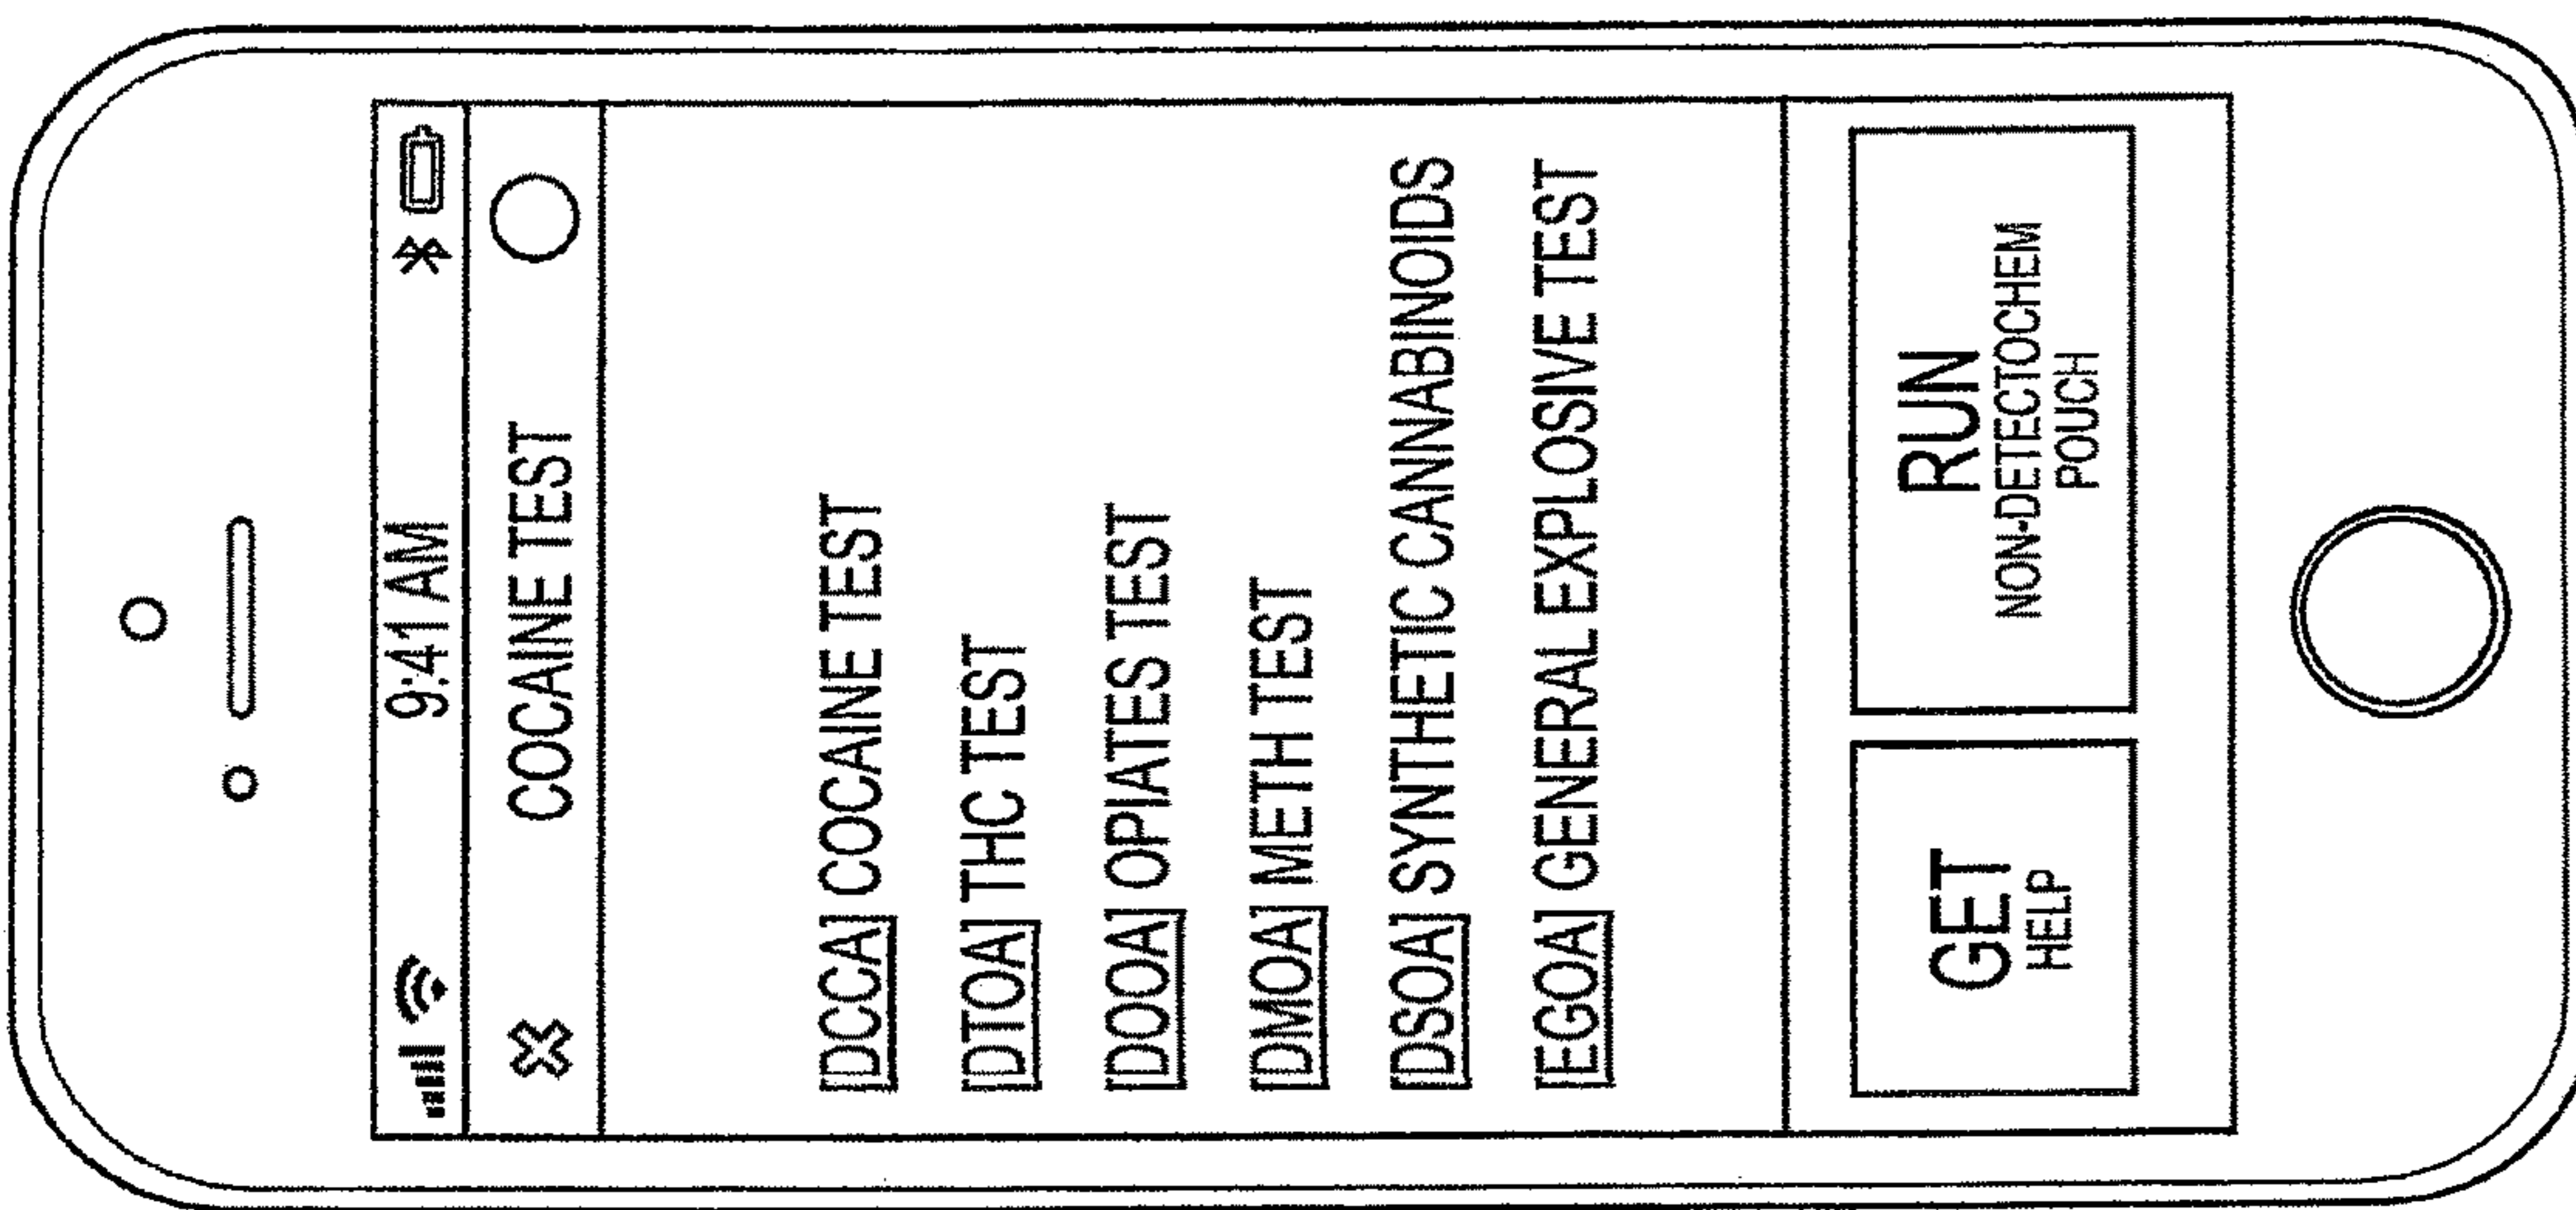 9:41 AM
COCAINE TEST
[DCCA] COCAINE TEST
[DTOA] THC TEST
[DOOA] OPIATES TEST
[DMOA] METH TEST
[DSOA] SYNTHETIC CANNABINOIDS
[EGOA] GENERAL EXPLOSIVE TEST
GET
HELP
RUN
NON-DETECTOCHEM
POUCH